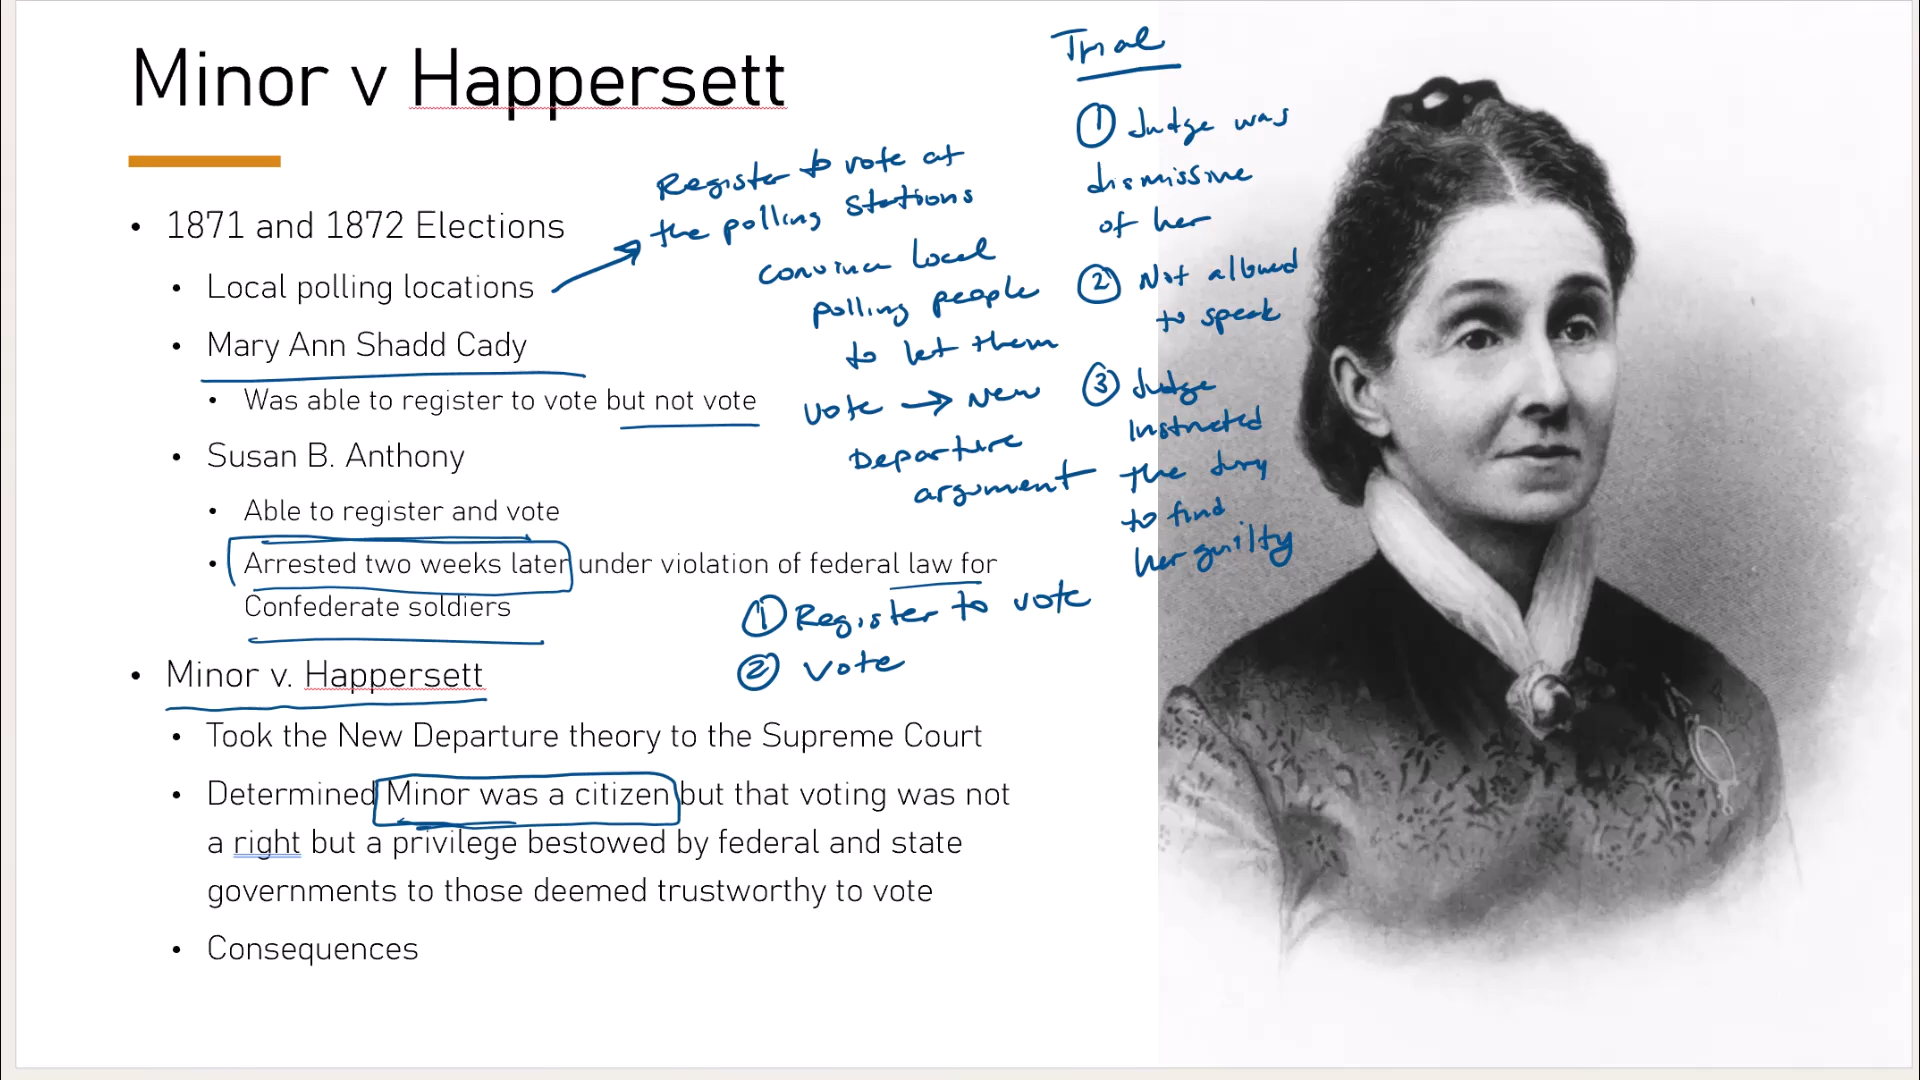 Minor v Happersett
• 1871 and 1872 Elections
• Local polling locations
• Mary Ann Shadd Cady
• Was able to register to vote but not vote
• Susan B. Anthony
• Able to register and vote
• Arrested two weeks later under violation of federal law for
Confederate soldiers
• Minor v. Happersett
• Took the New Departure theory to the Supreme Court
• Determined Minor was a citizen but that voting was not
a right but a privilege bestowed by federal and state
governments to those deemed trustworthy to vote
• Consequences
Register to vote at
the polling stations
convince local
polling people
to let them
vote → New
Departure
argument
① Register to vote
② vote
Trial
① Judge was
dismissive
of her
② Not allowed
to speak
③ Judge
Instructed
the Jury
to find
her guilty